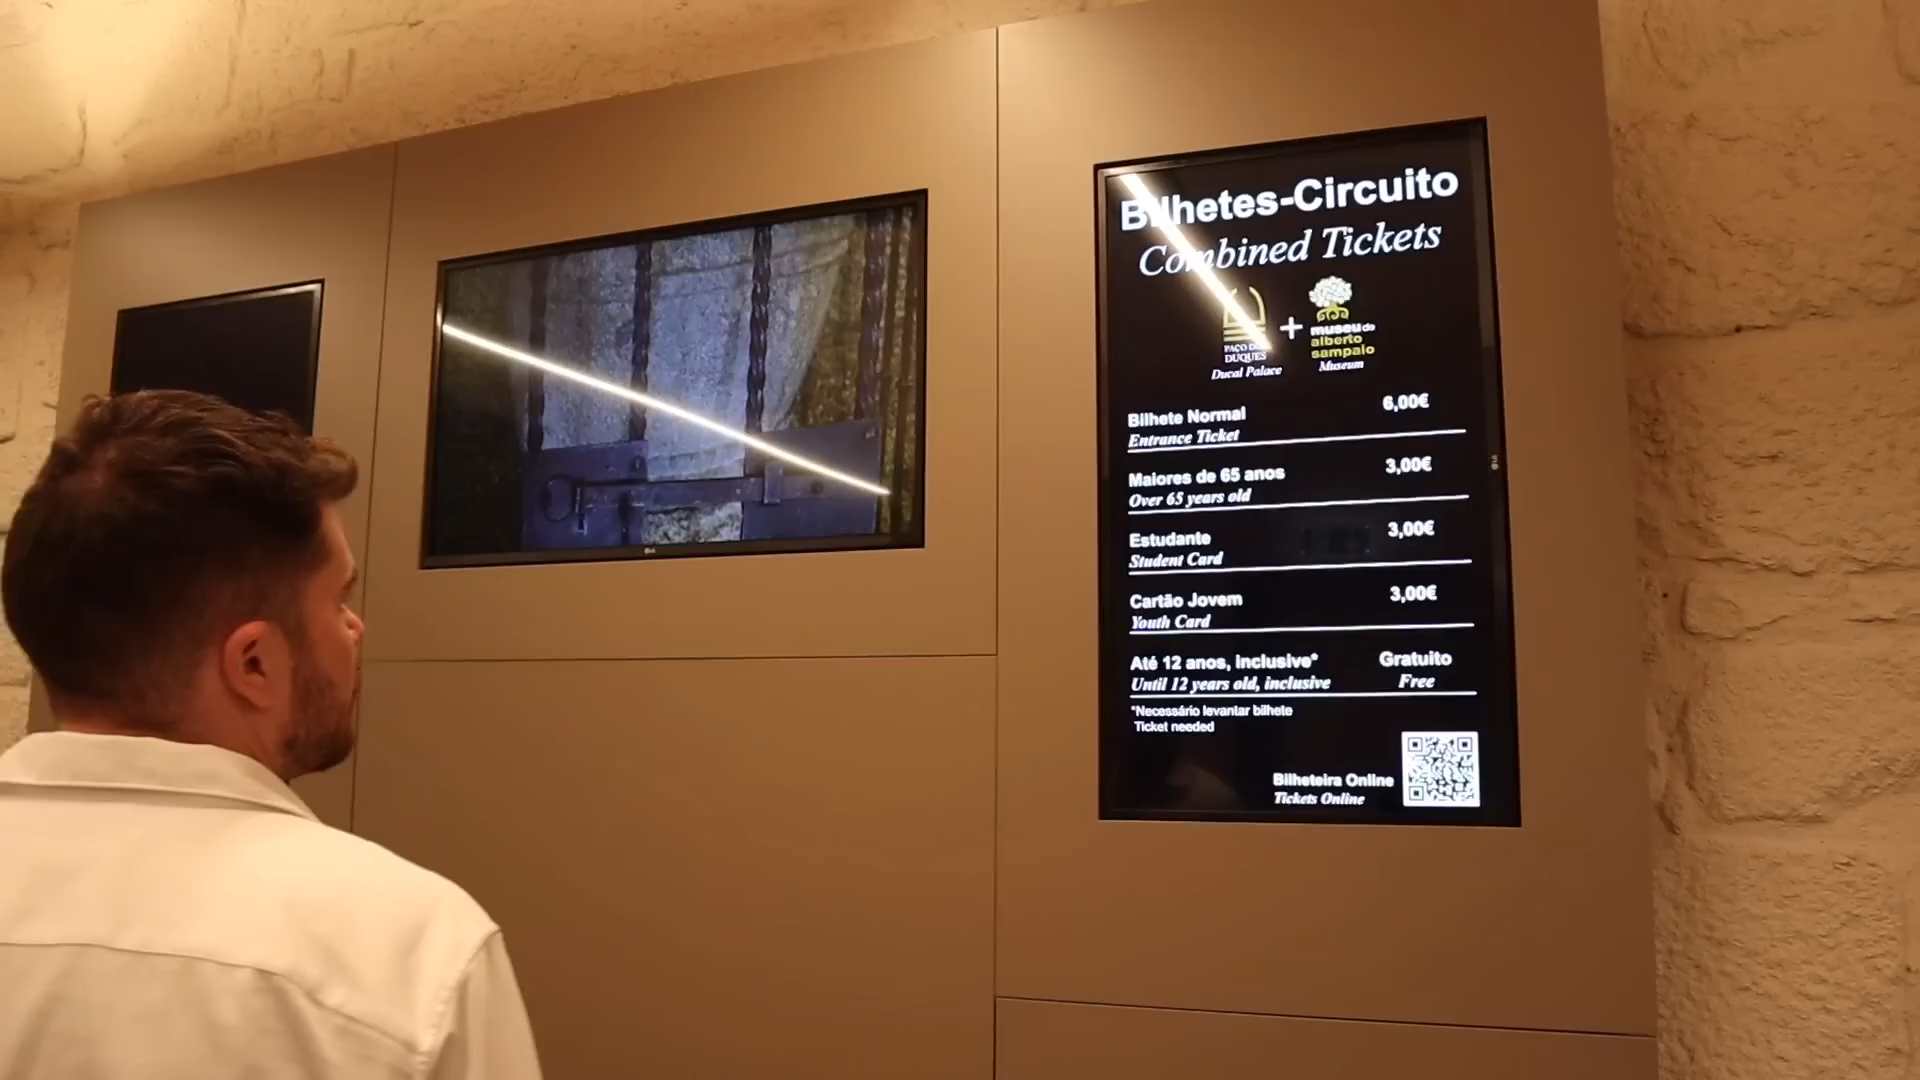 Bilhetes-Circuito
Combined Tickets
PAÇO DOS
DUQUES
Ducal Palace
+
museu de
alberto
sampaio
Museum
Bilhete Normal 6,00€
Entrance Ticket
Maiores de 65 anos 3,00€
Over 65 years old
Estudante 3,00€
Student Card
Cartão Jovem 3,00€
Youth Card
Até 12 anos, inclusive* Gratuito
Until 12 years old, inclusive Free
*Necessário levantar bilhete
Ticket needed
Bilheteira Online
Tickets Online
LG